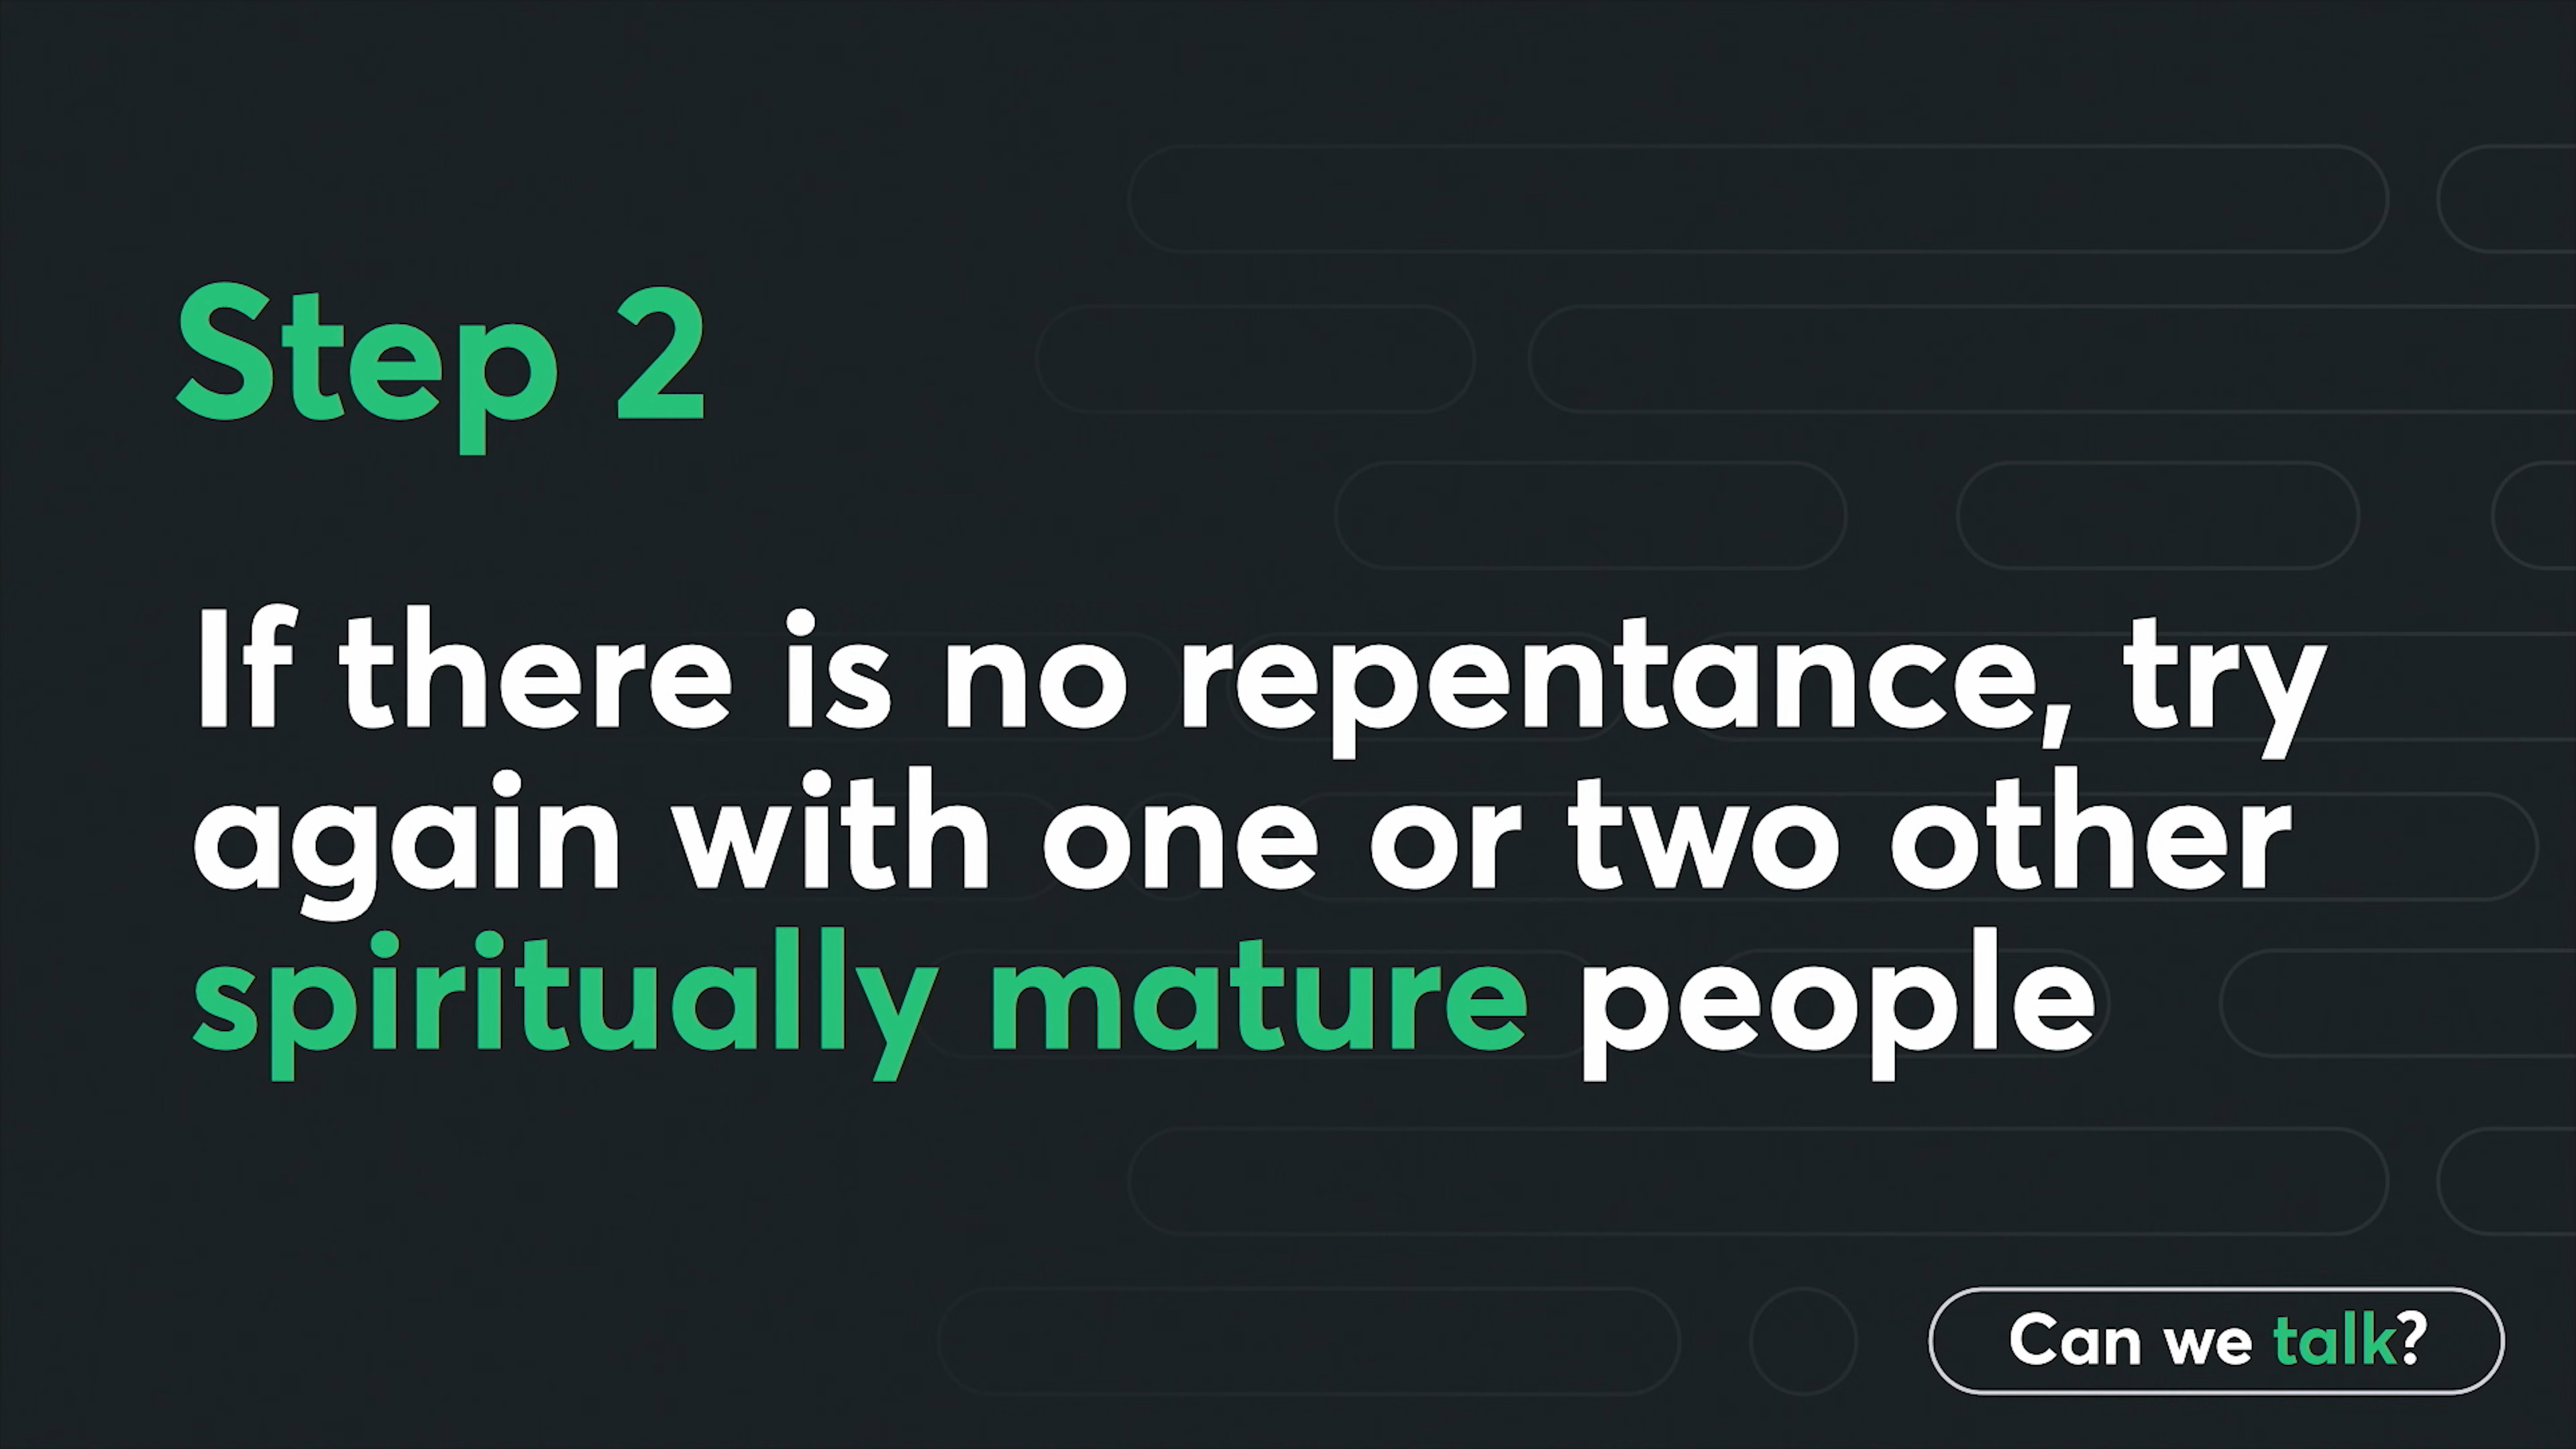 Step 2
If there is no repentance, try
again with one or two other
spiritually mature people
Can we talk?